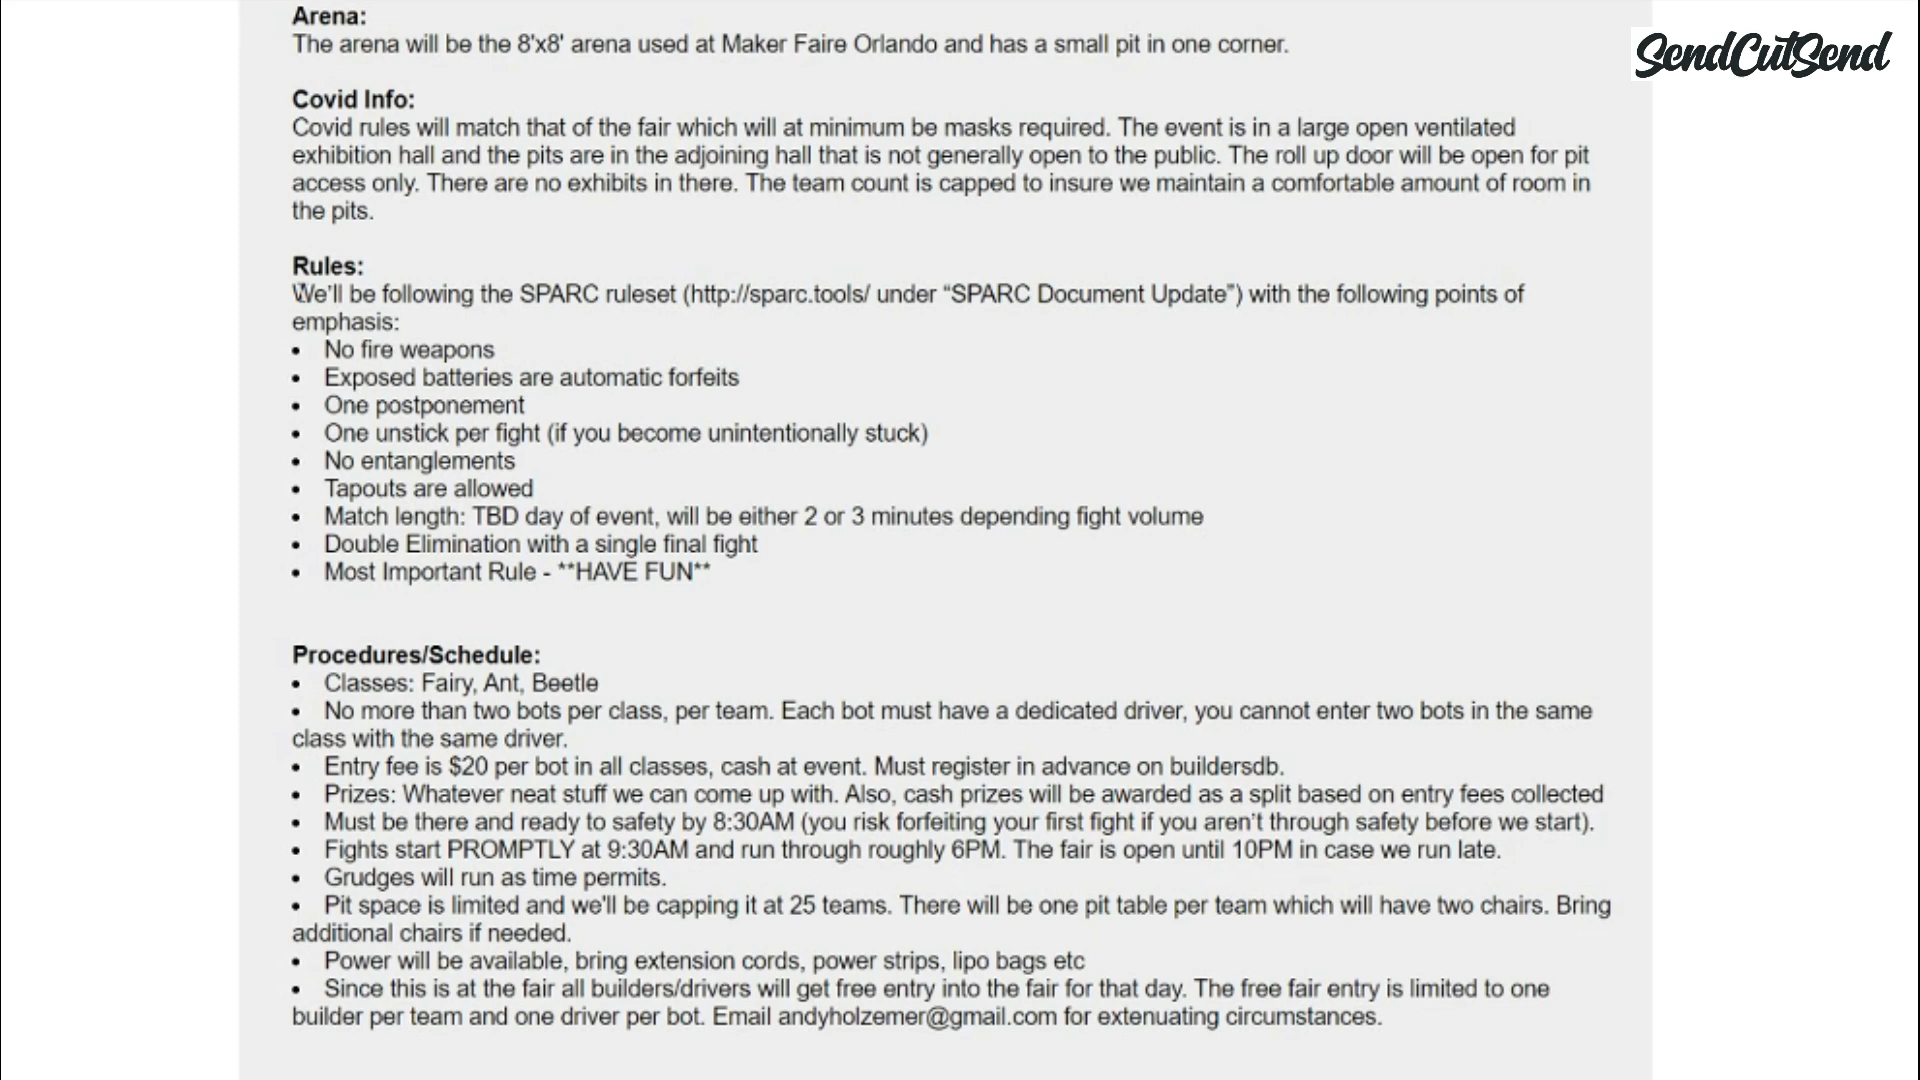 Arena:
The arena will be the 8'x8' arena used at Maker Faire Orlando and has a small pit in one corner.
SendCutSend
Covid Info:
Covid rules will match that of the fair which will at minimum be masks required. The event is in a large open ventilated
exhibition hall and the pits are in the adjoining hall that is not generally open to the public. The roll up door will be open for pit
access only. There are no exhibits in there. The team count is capped to insure we maintain a comfortable amount of room in
the pits.
Rules:
We'll be following the SPARC ruleset (http://sparc.tools/ under “SPARC Document Update”) with the following points of
emphasis:
• No fire weapons
• Exposed batteries are automatic forfeits
• One postponement
• One unstick per fight (if you become unintentionally stuck)
• No entanglements
• Tapouts are allowed
• Match length: TBD day of event, will be either 2 or 3 minutes depending fight volume
• Double Elimination with a single final fight
• Most Important Rule - **HAVE FUN**
Procedures/Schedule:
• Classes: Fairy, Ant, Beetle
• No more than two bots per class, per team. Each bot must have a dedicated driver, you cannot enter two bots in the same
class with the same driver.
• Entry fee is $20 per bot in all classes, cash at event. Must register in advance on buildersdb.
• Prizes: Whatever neat stuff we can come up with. Also, cash prizes will be awarded as a split based on entry fees collected
• Must be there and ready to safety by 8:30AM (you risk forfeiting your first fight if you aren't through safety before we start).
• Fights start PROMPTLY at 9:30AM and run through roughly 6PM. The fair is open until 10PM in case we run late.
• Grudges will run as time permits.
• Pit space is limited and we'll be capping it at 25 teams. There will be one pit table per team which will have two chairs. Bring
additional chairs if needed.
• Power will be available, bring extension cords, power strips, lipo bags etc
• Since this is at the fair all builders/drivers will get free entry into the fair for that day. The free fair entry is limited to one
builder per team and one driver per bot. Email andyholzemer@gmail.com for extenuating circumstances.